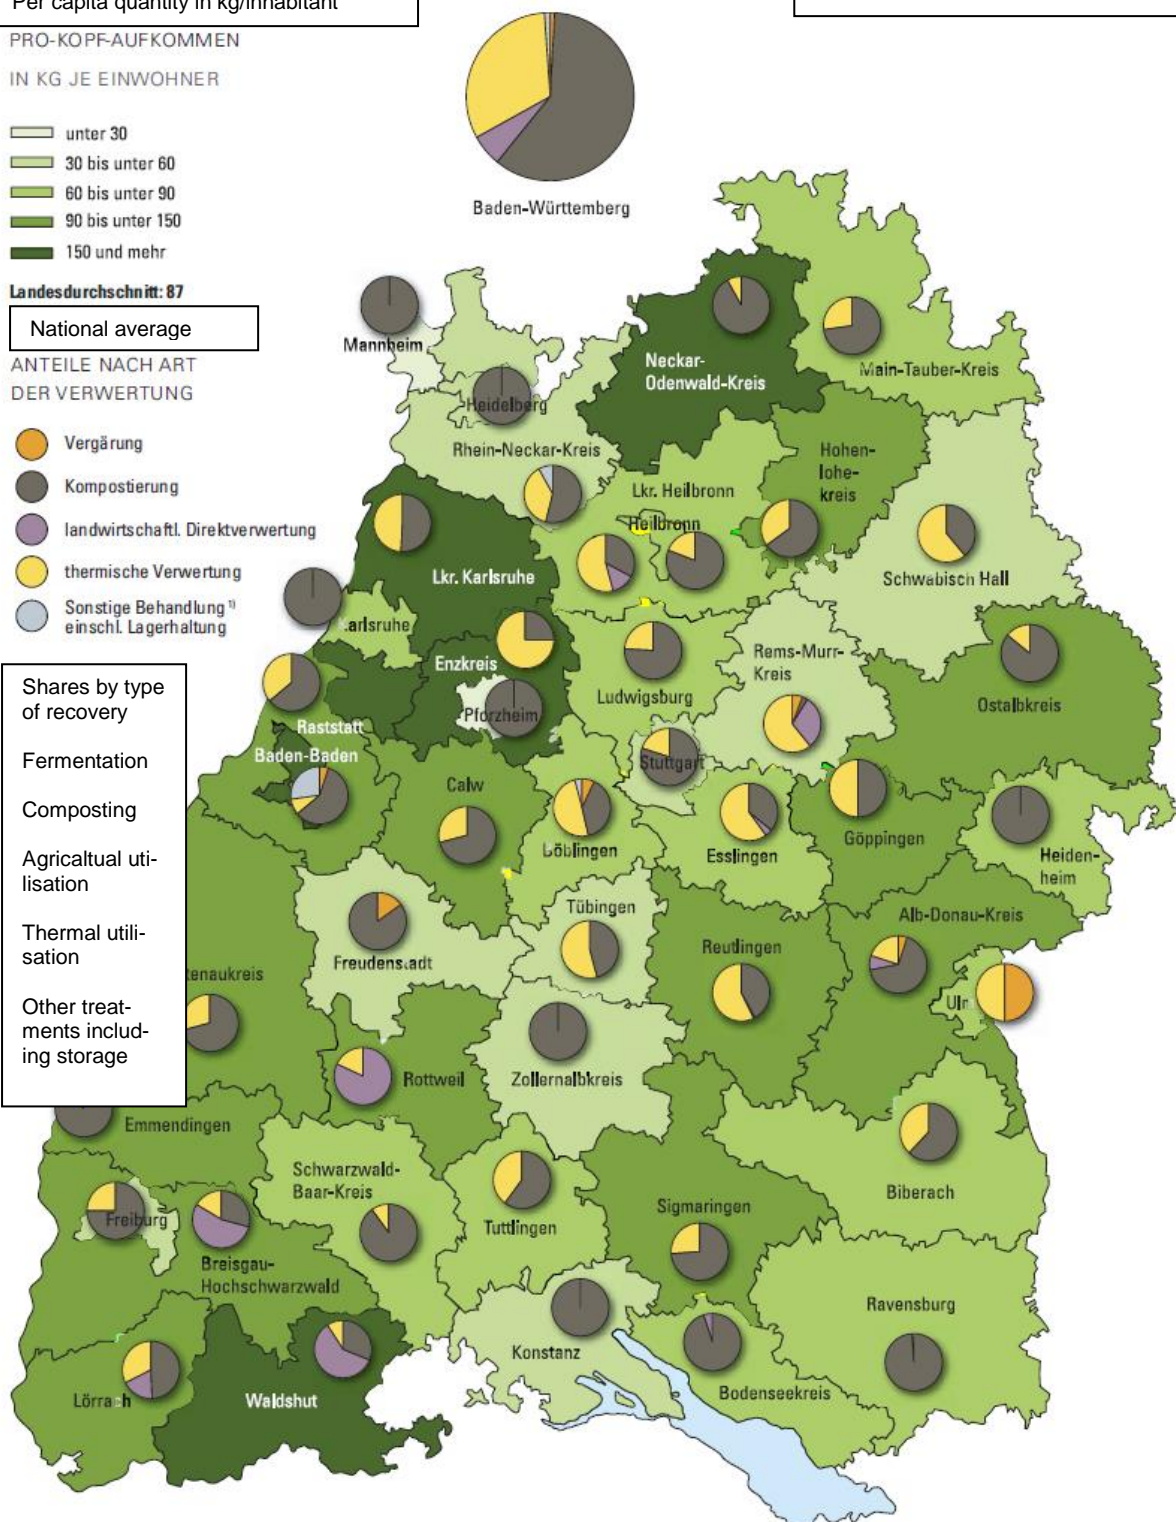 Per capita quantity in kg/inhabitant
PRO-KOPF-AUFKOMMEN
IN KG JE EINWOHNER
unter 30
30 bis unter 60
60 bis unter 90
90 bis unter 150
150 und mehr
Landesdurchschnitt: 87
National average
ANTEILE NACH ART
DER VERWERTUNG
Vergärung
Kompostierung
landwirtschaftl. Direktverwertung
thermische Verwertung
Sonstige Behandlung 1)
einschl. Lagerhaltung
Shares by type
of recovery
Fermentation
Composting
Agricaltual uti-
lisation
Thermal utili-
sation
Other treat-
ments includ-
ing storage
Baden-Württemberg
Mannheim
Heidelberg
Rhein-Neckar-Kreis
Neckar-
Odenwald-Kreis
Main-Tauber-Kreis
Hohen-
lohe-
kreis
Lkr. Heilbronn
Heilbronn
Schwäbisch Hall
Lkr. Karlsruhe
Karlsruhe
Enzkreis
Pforzheim
Ludwigsburg
Rems-Murr-
Kreis
Ostalbkreis
Raststatt
Baden-Baden
Stuttgart
Calw
Böblingen
Esslingen
Göppingen
Heiden-
heim
Alb-Donau-Kreis
Tübingen
Reutlingen
Freudenstadt
tenaukreis
Ulm
Rottweil
Zollernalbkreis
Emmendingen
Schwarzwald-
Baar-Kreis
Tuttlingen
Biberach
Sigmaringen
Freiburg
Breisgau-
Hochschwarzwald
Ravensburg
Konstanz
Bodenseekreis
Lörrach
Waldshut